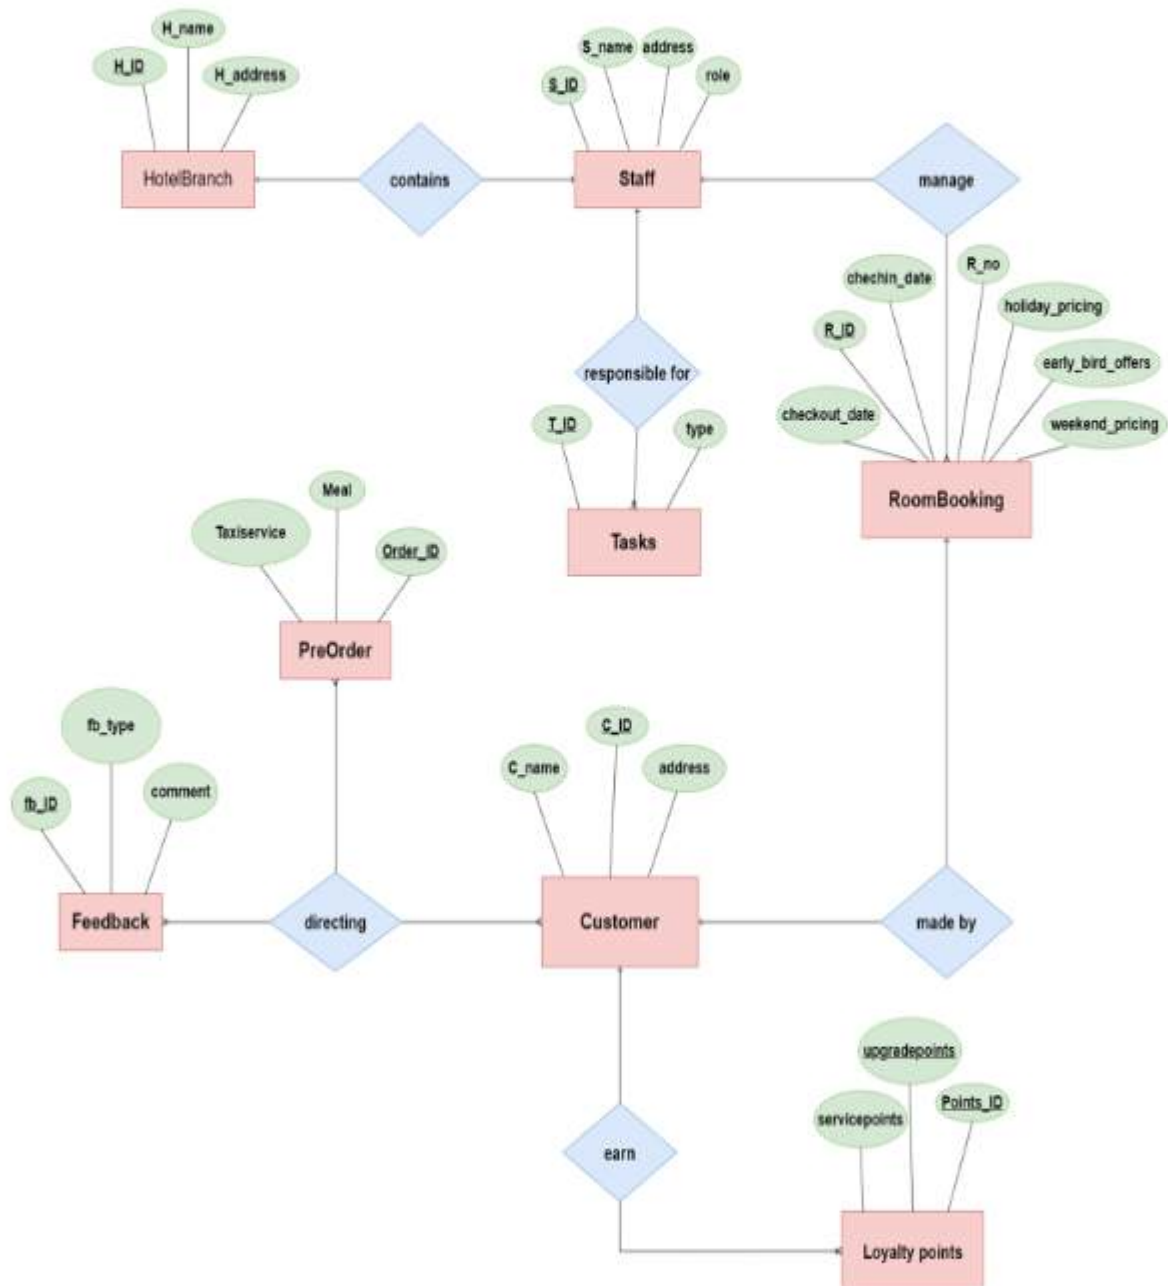 H_name
H_ID
H_address
S_name
address
S_ID
role
HotelBranch
contains
Staff
manage
R_no
chechin_date
holiday_pricing
R_ID
early_bird_offers
responsible for
checkout_date
weekend_pricing
T_ID
type
RoomBooking
Meal
Taxiservice
Order_ID
Tasks
PreOrder
fb_type
C_ID
C_name
address
fb_ID
comment
Feedback
directing
Customer
made by
upgradepoints
Points_ID
servicepoints
earn
Loyalty points